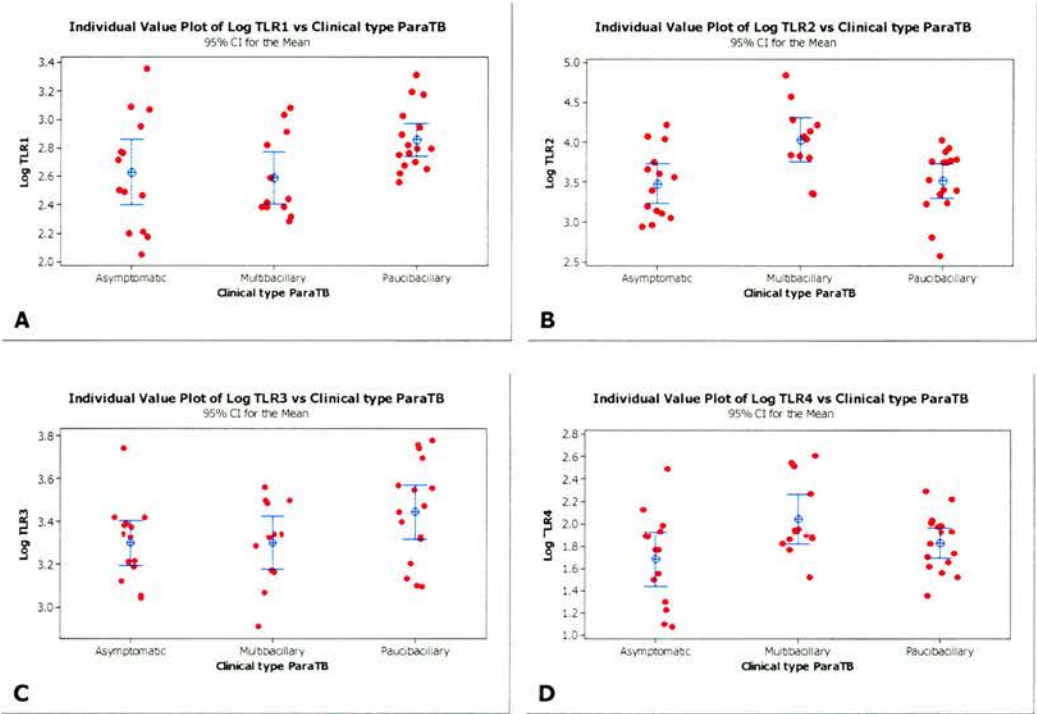 Individual Value Plot of Log TLR1 vs Clinical type ParaTB
95% CI for the Mean
3.4
3.2
3.0
2.8
2.6
2.4
2.2
2.0
Log TLR1
Asymptomatic Multibacillary Paucibacillary
Clinical type ParaTB
A
Individual Value Plot of Log TLR2 vs Clinical type ParaTB
95% CI for the Mean
5.0
4.5
4.0
3.5
3.0
2.5
Log TLR2
Asymptomatic Multibacillary Paucibacillary
Clinical type ParaTB
B
Individual Value Plot of Log TLR3 vs Clinical type ParaTB
95% CI for the Mean
3.8
3.6
3.4
3.2
3.0
Log TLR3
Asymptomatic Multibacillary Paucibacillary
Clinical type ParaTB
C
Individual Value Plot of Log TLR4 vs Clinical type ParaTB
95% CI for the Mean
2.8
2.6
2.4
2.2
2.0
1.8
1.6
1.4
1.2
1.0
Log TLR4
Asymptomatic Multibacillary Paucibacillary
Clinical type ParaTB
D